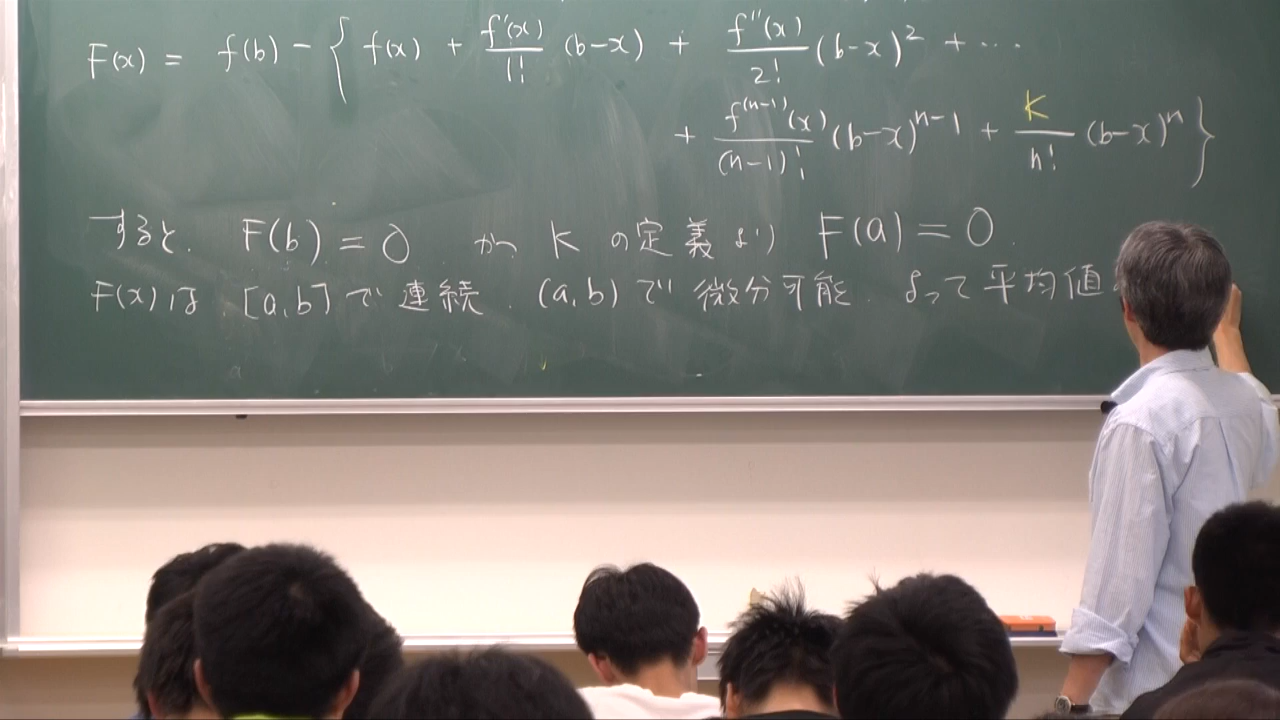 F(x) = f(b) - { f(x) + f'(x)/1! (b-x) + f''(x)/2! (b-x)² + ⋯
+ f⁽ⁿ⁻¹⁾(x)/(n-1)! (b-x)ⁿ⁻¹ + K/n! (b-x)ⁿ }
すると. F(b) = 0 かつ K の定義より F(a) = 0.
F(x) は [a,b] で 連続. (a,b) で 微分可能. よって 平均値